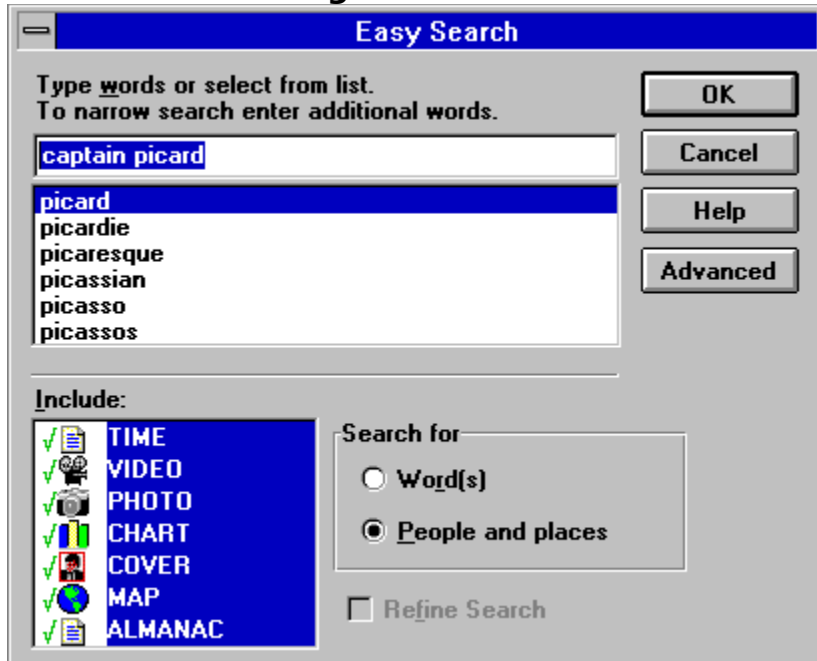 Easy Search
Type words or select from list.
To narrow search enter additional words.
captain picard
picard
picardie
picaresque
picassian
picasso
picassos
OK
Cancel
Help
Advanced
Include:
TIME
VIDEO
PHOTO
CHART
COVER
MAP
ALMANAC
Search for
Word(s)
People and places
Refine Search